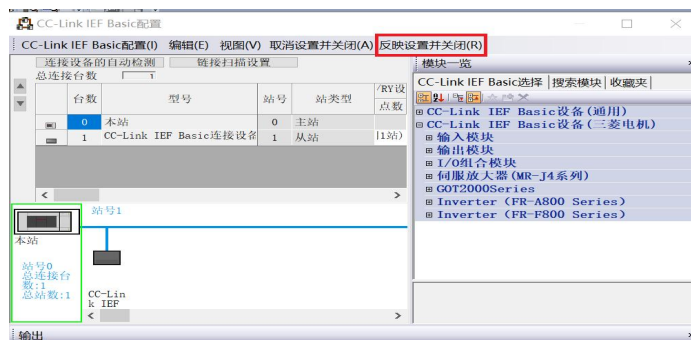 CC-Link IEF Basic配置
CC-Link IEF Basic配置(I) 编辑(E) 视图(V) 取消设置并关闭(A) 反映设置并关闭(R)
连接设备的自动检测 链接扫描设置
总连接台数 1
台数 型号 站号 站类型 /RY设
点数
0 本站 0 主站
1 CC-Link IEF Basic连接设备 1 从站 1站)
站号1
本站
站号0
总连接台
数:1
总站数:1
CC-Lin
k IEF
模块一览
CC-Link IEF Basic选择 搜索模块 收藏夹
CC-Link IEF Basic设备(通用)
CC-Link IEF Basic设备(三菱电机)
输入模块
输出模块
I/O组合模块
伺服放大器(MR-J4系列)
GOT2000Series
Inverter (FR-A800 Series)
Inverter (FR-F800 Series)
输出